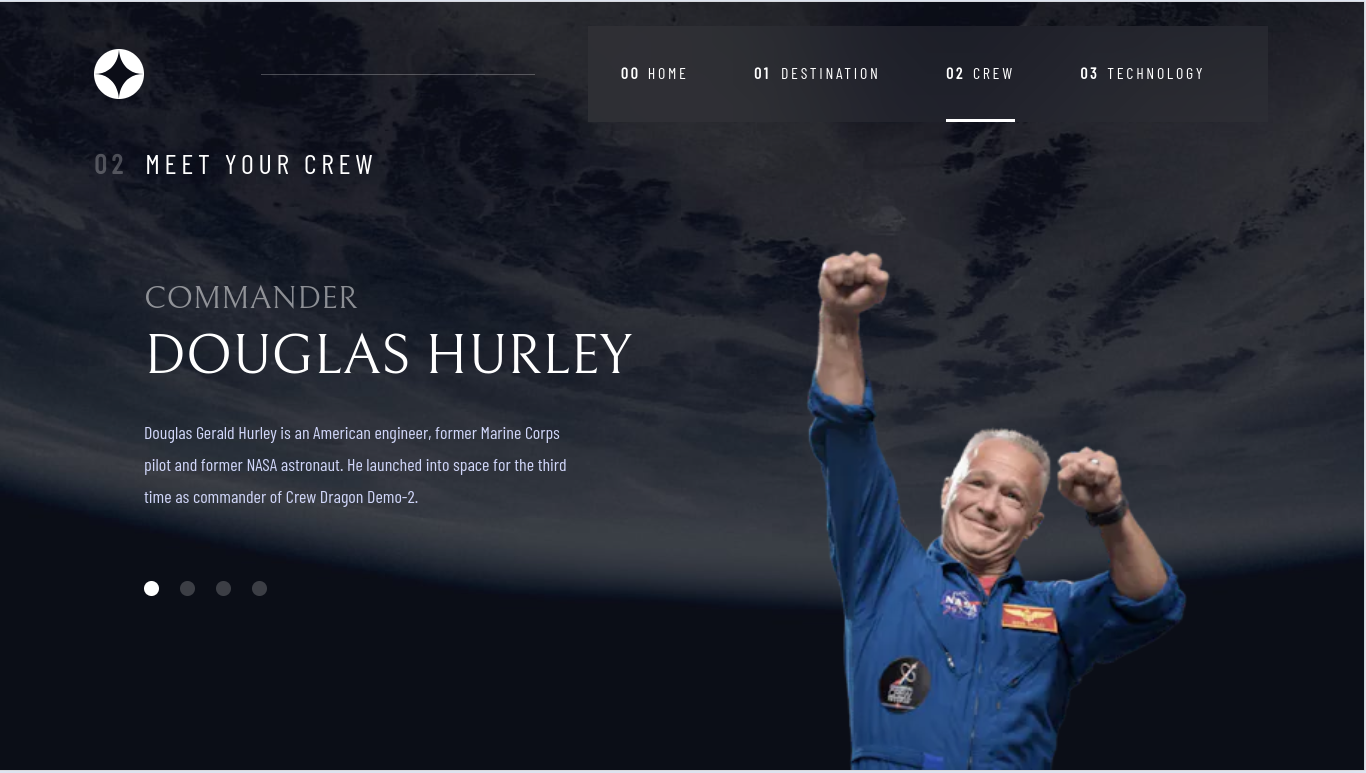 00 HOME 01 DESTINATION 02 CREW 03 TECHNOLOGY
02 MEET YOUR CREW
COMMANDER
DOUGLAS HURLEY
Douglas Gerald Hurley is an American engineer, former Marine Corps
pilot and former NASA astronaut. He launched into space for the third
time as commander of Crew Dragon Demo-2.
NASA